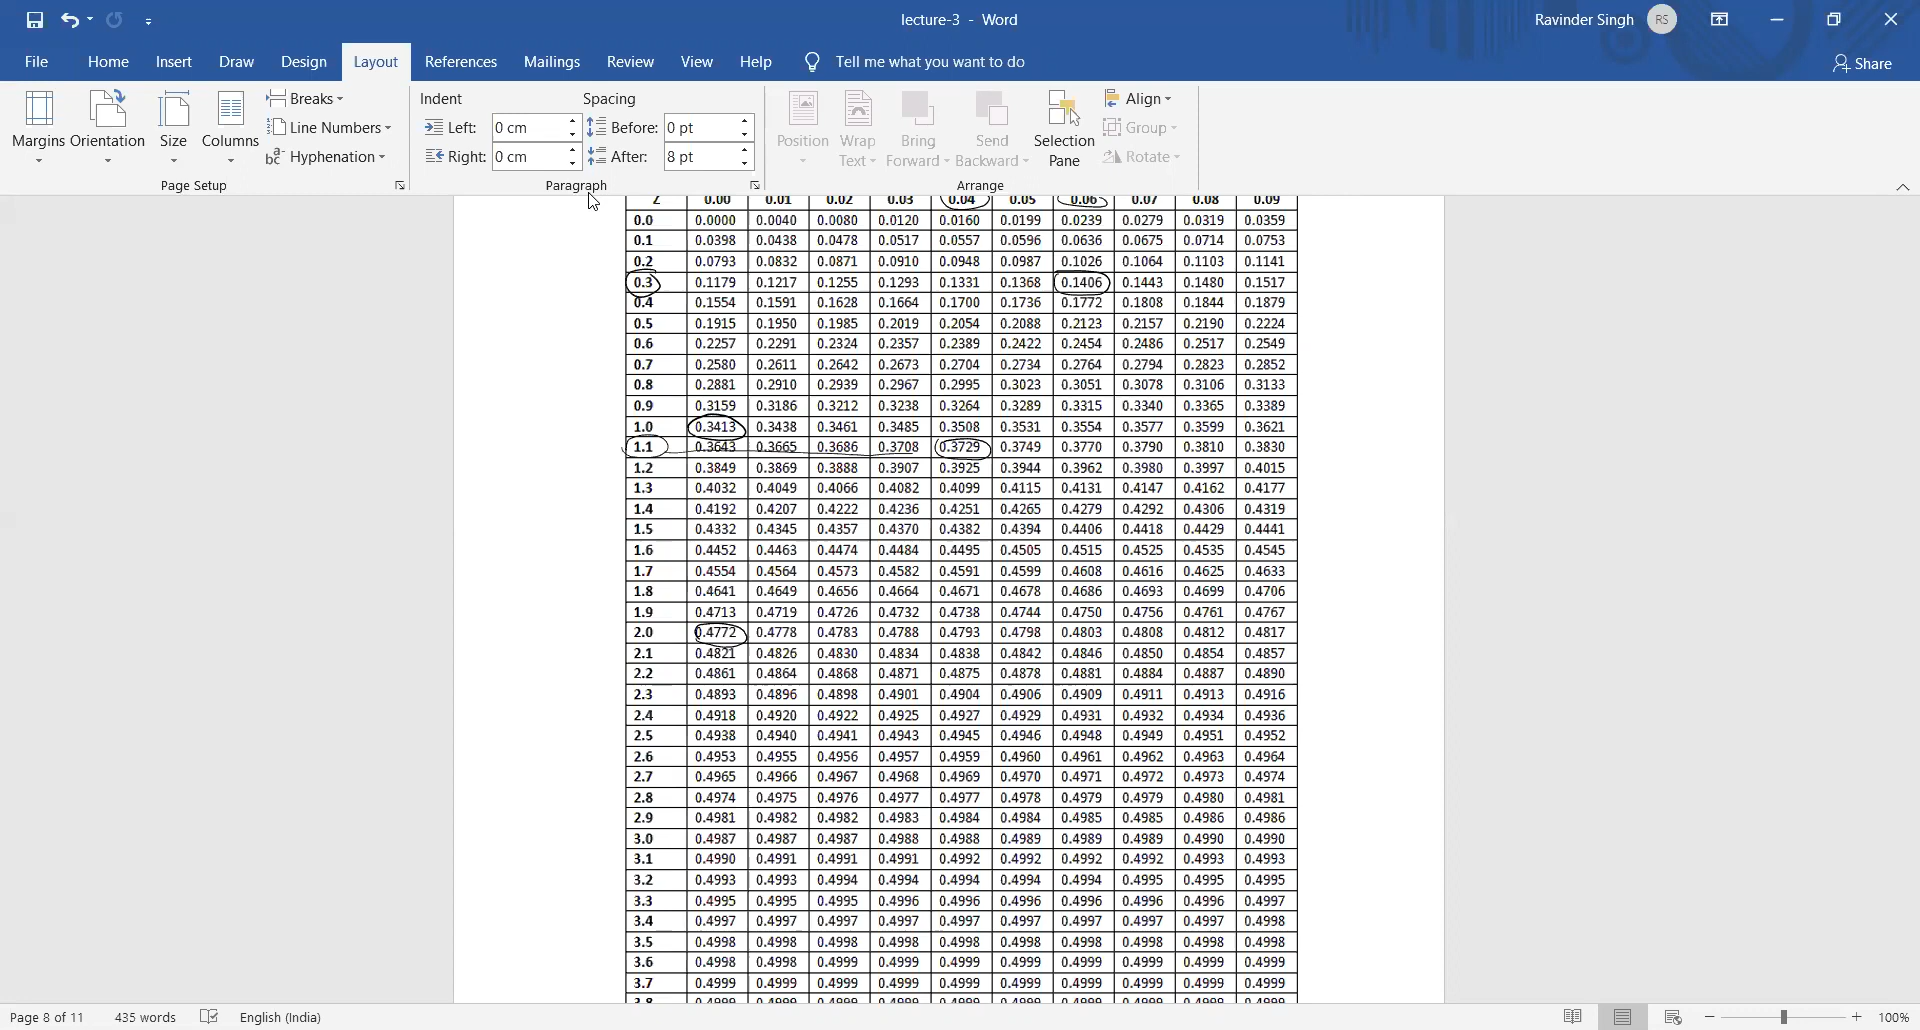 lecture-3 - Word
Ravinder Singh
RS
File Home Insert Draw Design Layout References Mailings Review View Help Tell me what you want to do
Share
Margins Orientation Size Columns
Breaks
Line Numbers
Hyphenation
Page Setup
Indent Spacing
Left: 0 cm Before: 0 pt
Right: 0 cm After: 8 pt
Paragraph
Position Wrap Text Bring Forward Send Backward Selection Pane
Align
Group
Rotate
Arrange
Z 0.00 0.01 0.02 0.03 0.04 0.05 0.06 0.07 0.08 0.09
0.0 0.0000 0.0040 0.0080 0.0120 0.0160 0.0199 0.0239 0.0279 0.0319 0.0359
0.1 0.0398 0.0438 0.0478 0.0517 0.0557 0.0596 0.0636 0.0675 0.0714 0.0753
0.2 0.0793 0.0832 0.0871 0.0910 0.0948 0.0987 0.1026 0.1064 0.1103 0.1141
0.3 0.1179 0.1217 0.1255 0.1293 0.1331 0.1368 0.1406 0.1443 0.1480 0.1517
0.4 0.1554 0.1591 0.1628 0.1664 0.1700 0.1736 0.1772 0.1808 0.1844 0.1879
0.5 0.1915 0.1950 0.1985 0.2019 0.2054 0.2088 0.2123 0.2157 0.2190 0.2224
0.6 0.2257 0.2291 0.2324 0.2357 0.2389 0.2422 0.2454 0.2486 0.2517 0.2549
0.7 0.2580 0.2611 0.2642 0.2673 0.2704 0.2734 0.2764 0.2794 0.2823 0.2852
0.8 0.2881 0.2910 0.2939 0.2967 0.2995 0.3023 0.3051 0.3078 0.3106 0.3133
0.9 0.3159 0.3186 0.3212 0.3238 0.3264 0.3289 0.3315 0.3340 0.3365 0.3389
1.0 0.3413 0.3438 0.3461 0.3485 0.3508 0.3531 0.3554 0.3577 0.3599 0.3621
1.1 0.3643 0.3665 0.3686 0.3708 0.3729 0.3749 0.3770 0.3790 0.3810 0.3830
1.2 0.3849 0.3869 0.3888 0.3907 0.3925 0.3944 0.3962 0.3980 0.3997 0.4015
1.3 0.4032 0.4049 0.4066 0.4082 0.4099 0.4115 0.4131 0.4147 0.4162 0.4177
1.4 0.4192 0.4207 0.4222 0.4236 0.4251 0.4265 0.4279 0.4292 0.4306 0.4319
1.5 0.4332 0.4345 0.4357 0.4370 0.4382 0.4394 0.4406 0.4418 0.4429 0.4441
1.6 0.4452 0.4463 0.4474 0.4484 0.4495 0.4505 0.4515 0.4525 0.4535 0.4545
1.7 0.4554 0.4564 0.4573 0.4582 0.4591 0.4599 0.4608 0.4616 0.4625 0.4633
1.8 0.4641 0.4649 0.4656 0.4664 0.4671 0.4678 0.4686 0.4693 0.4699 0.4706
1.9 0.4713 0.4719 0.4726 0.4732 0.4738 0.4744 0.4750 0.4756 0.4761 0.4767
2.0 0.4772 0.4778 0.4783 0.4788 0.4793 0.4798 0.4803 0.4808 0.4812 0.4817
2.1 0.4821 0.4826 0.4830 0.4834 0.4838 0.4842 0.4846 0.4850 0.4854 0.4857
2.2 0.4861 0.4864 0.4868 0.4871 0.4875 0.4878 0.4881 0.4884 0.4887 0.4890
2.3 0.4893 0.4896 0.4898 0.4901 0.4904 0.4906 0.4909 0.4911 0.4913 0.4916
2.4 0.4918 0.4920 0.4922 0.4925 0.4927 0.4929 0.4931 0.4932 0.4934 0.4936
2.5 0.4938 0.4940 0.4941 0.4943 0.4945 0.4946 0.4948 0.4949 0.4951 0.4952
2.6 0.4953 0.4955 0.4956 0.4957 0.4959 0.4960 0.4961 0.4962 0.4963 0.4964
2.7 0.4965 0.4966 0.4967 0.4968 0.4969 0.4970 0.4971 0.4972 0.4973 0.4974
2.8 0.4974 0.4975 0.4976 0.4977 0.4977 0.4978 0.4979 0.4979 0.4980 0.4981
2.9 0.4981 0.4982 0.4982 0.4983 0.4984 0.4984 0.4985 0.4985 0.4986 0.4986
3.0 0.4987 0.4987 0.4987 0.4988 0.4988 0.4989 0.4989 0.4989 0.4990 0.4990
3.1 0.4990 0.4991 0.4991 0.4991 0.4992 0.4992 0.4992 0.4992 0.4993 0.4993
3.2 0.4993 0.4993 0.4994 0.4994 0.4994 0.4994 0.4994 0.4995 0.4995 0.4995
3.3 0.4995 0.4995 0.4995 0.4996 0.4996 0.4996 0.4996 0.4996 0.4996 0.4997
3.4 0.4997 0.4997 0.4997 0.4997 0.4997 0.4997 0.4997 0.4997 0.4997 0.4998
3.5 0.4998 0.4998 0.4998 0.4998 0.4998 0.4998 0.4998 0.4998 0.4998 0.4998
3.6 0.4998 0.4998 0.4999 0.4999 0.4999 0.4999 0.4999 0.4999 0.4999 0.4999
3.7 0.4999 0.4999 0.4999 0.4999 0.4999 0.4999 0.4999 0.4999 0.4999 0.4999
3.8 0.4999 0.4999 0.4999 0.4999 0.4999 0.4999 0.4999 0.4999 0.4999 0.4999
Page 8 of 11 435 words English (India) 100%